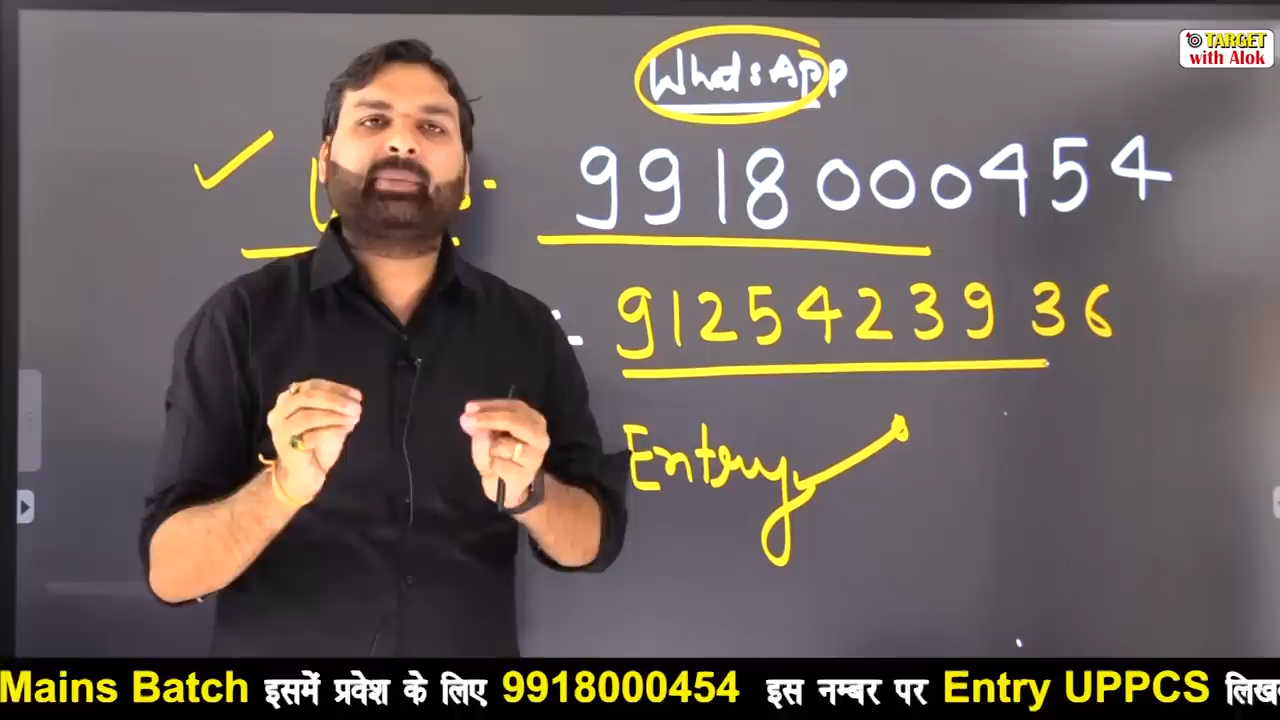 TARGET
with Alok
WhatsApp
9918000454
= 9125423936
Entry
Mains Batch इसमें प्रवेश के लिए 9918000454 इस नम्बर पर Entry UPPCS लिख